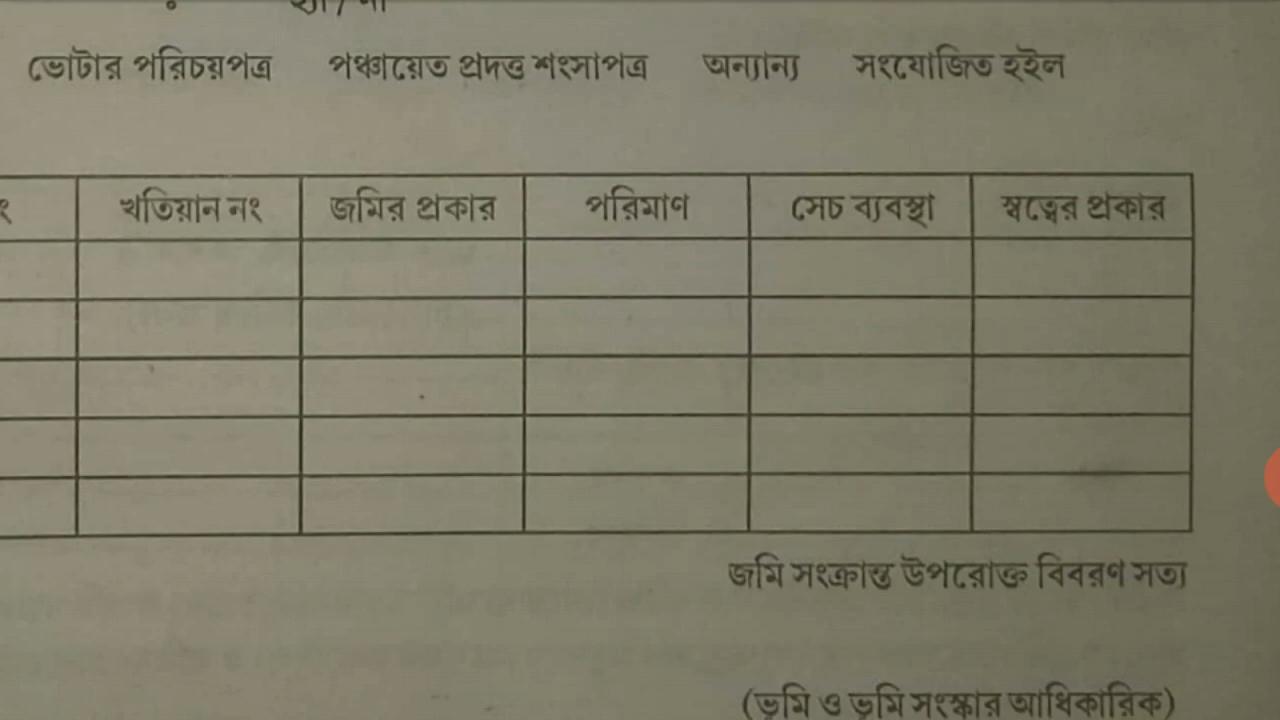 ভোটার পরিচয়পত্র পঞ্চায়েত প্রদত্ত শংসাপত্র অন্যান্য সংযোজিত হইল
খতিয়ান নং জমির প্রকার পরিমাণ সেচ ব্যবস্থা স্বত্বের প্রকার
জমি সংক্রান্ত উপরোক্ত বিবরণ সত্য
(ভূমি ও ভূমি সংস্কার আধিকারিক)